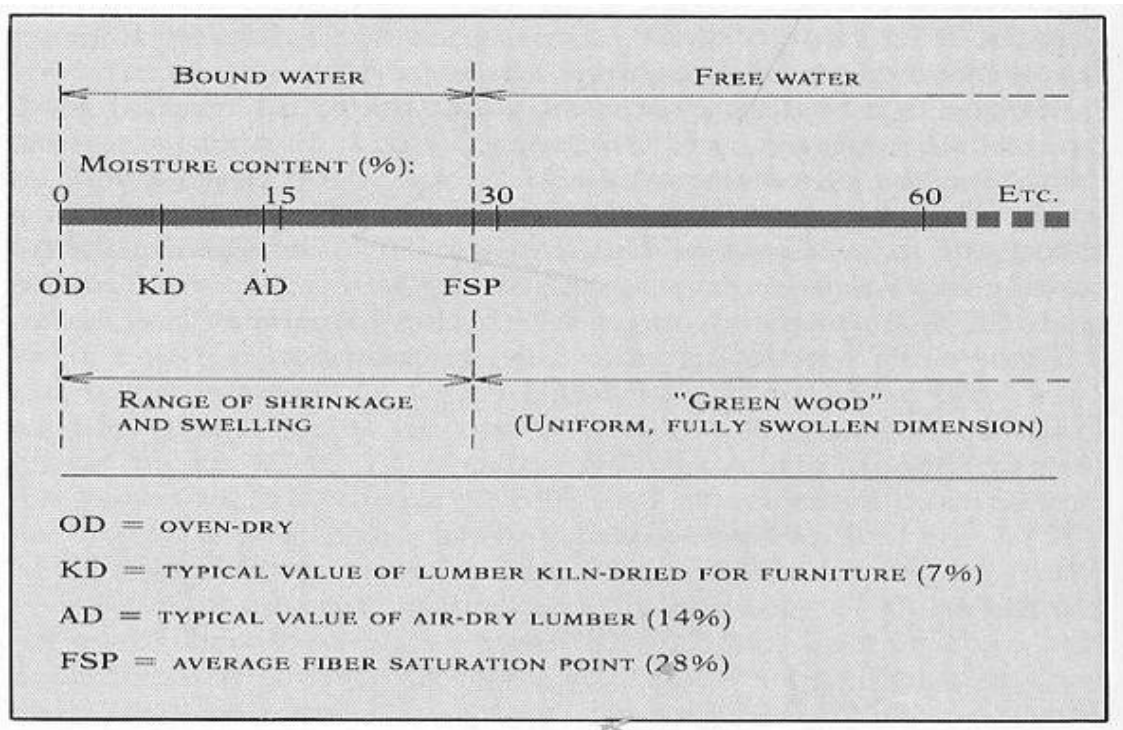 BOUND WATER FREE WATER
MOISTURE CONTENT (%):
0 15 30 60 ETC.
OD KD AD FSP
RANGE OF SHRINKAGE
AND SWELLING
"GREEN WOOD"
(UNIFORM, FULLY SWOLLEN DIMENSION)
OD = OVEN-DRY
KD = TYPICAL VALUE OF LUMBER KILN-DRIED FOR FURNITURE (7%)
AD = TYPICAL VALUE OF AIR-DRY LUMBER (14%)
FSP = AVERAGE FIBER SATURATION POINT (28%)